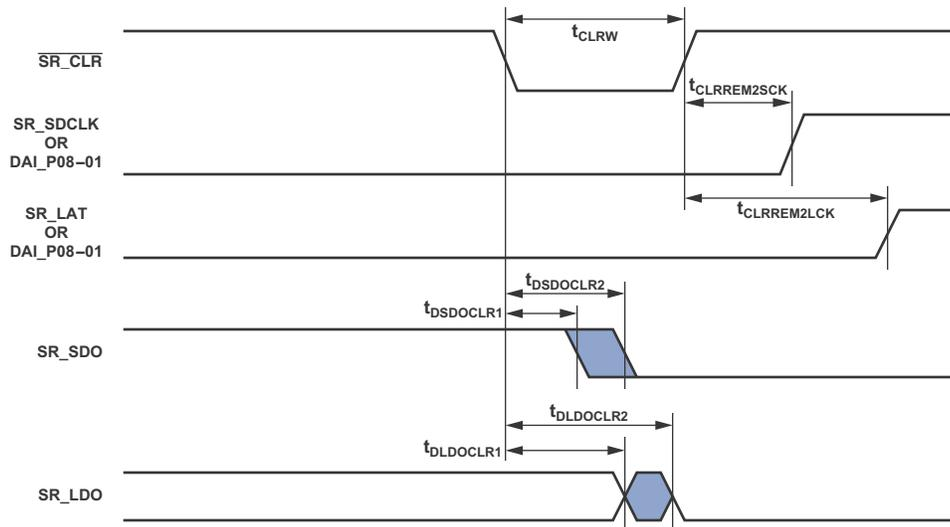 tCLRW
SR_CLR
tCLRREM2SCK
SR_SDCLK
OR
DAI_P08–01
tCLRREM2LCK
SR_LAT
OR
DAI_P08–01
tDSDOCLR2
tDSDOCLR1
SR_SDO
tDLDOCLR2
tDLDOCLR1
SR_LDO